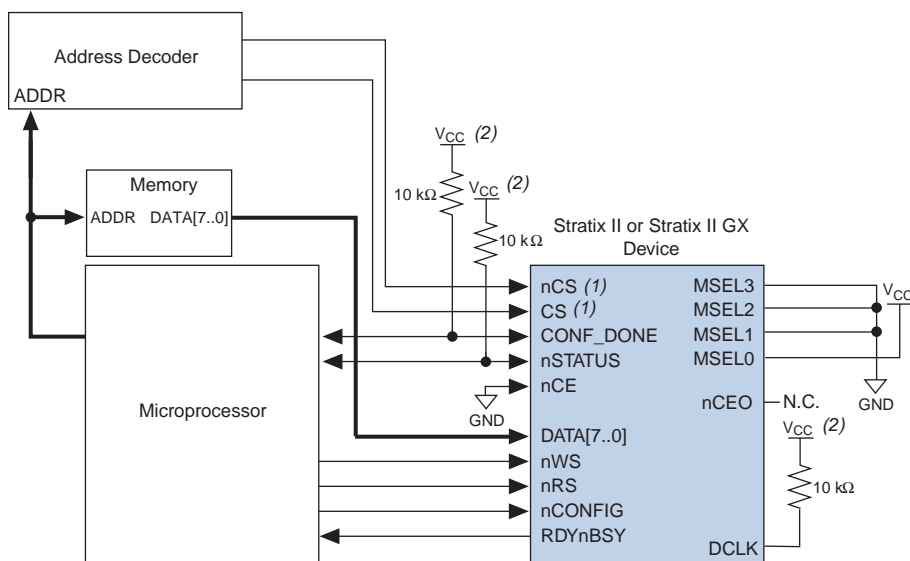 Address Decoder
ADDR
Memory
ADDR DATA[7..0]
Microprocessor
VCC (2)
10 kΩ
VCC (2)
10 kΩ
Stratix II or Stratix II GX
Device
nCS (1)
CS (1)
CONF_DONE
nSTATUS
nCE
GND
DATA[7..0]
nWS
nRS
nCONFIG
RDYnBSY
MSEL3
MSEL2
MSEL1
MSEL0
VCC
GND
nCEO
N.C.
VCC (2)
10 kΩ
DCLK